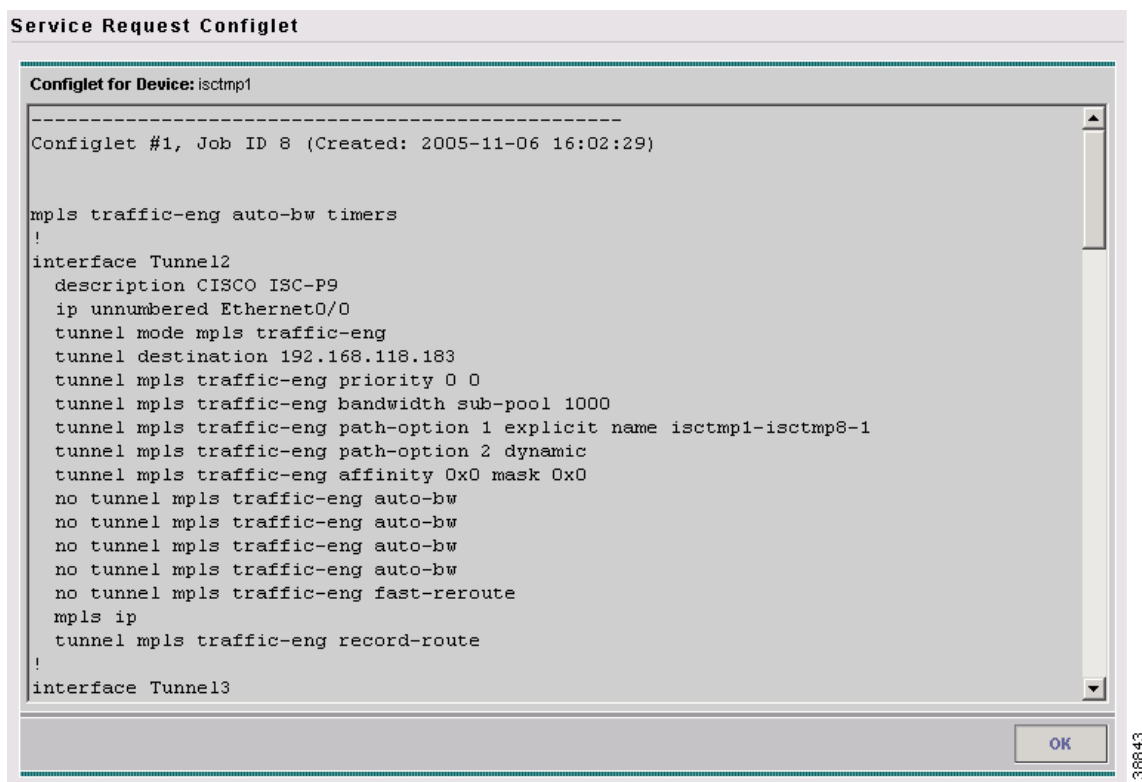 Service Request Configlet
Configlet for Device: isctmp1
--------------------------------------------------
Configlet #1, Job ID 8 (Created: 2005-11-06 16:02:29)
mpls traffic-eng auto-bw timers
!
interface Tunnel2
  description CISCO ISC-P9
  ip unnumbered Ethernet0/0
  tunnel mode mpls traffic-eng
  tunnel destination 192.168.118.183
  tunnel mpls traffic-eng priority 0 0
  tunnel mpls traffic-eng bandwidth sub-pool 1000
  tunnel mpls traffic-eng path-option 1 explicit name isctmp1-isctmp8-1
  tunnel mpls traffic-eng path-option 2 dynamic
  tunnel mpls traffic-eng affinity 0x0 mask 0x0
  no tunnel mpls traffic-eng auto-bw
  no tunnel mpls traffic-eng auto-bw
  no tunnel mpls traffic-eng auto-bw
  no tunnel mpls traffic-eng auto-bw
  no tunnel mpls traffic-eng fast-reroute
  mpls ip
  tunnel mpls traffic-eng record-route
!
interface Tunnel3
OK